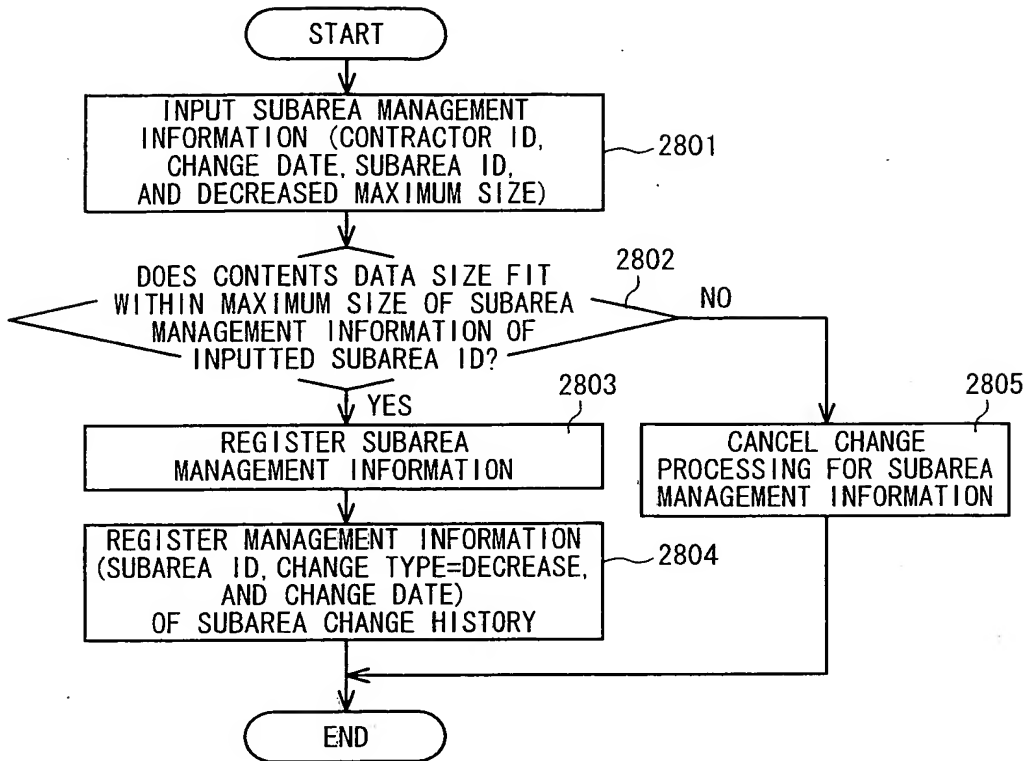 START
INPUT SUBAREA MANAGEMENT
INFORMATION (CONTRACTOR ID,
CHANGE DATE, SUBAREA ID,
AND DECREASED MAXIMUM SIZE)
2801
DOES CONTENTS DATA SIZE FIT
WITHIN MAXIMUM SIZE OF SUBAREA
MANAGEMENT INFORMATION OF
INPUTTED SUBAREA ID?
2802
NO
YES
2803
REGISTER SUBAREA
MANAGEMENT INFORMATION
2805
CANCEL CHANGE
PROCESSING FOR SUBAREA
MANAGEMENT INFORMATION
REGISTER MANAGEMENT INFORMATION
(SUBAREA ID, CHANGE TYPE=DECREASE,
AND CHANGE DATE)
OF SUBAREA CHANGE HISTORY
2804
END